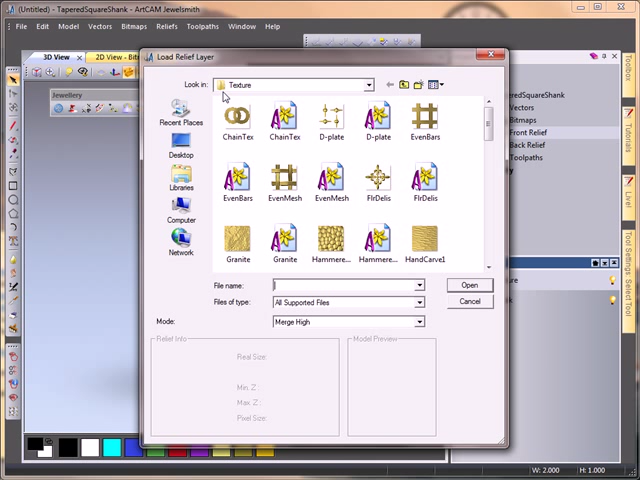 (Untitled) - TaperedSquareShank - ArtCAM Jewelsmith
File Edit Model Vectors Bitmaps Reliefs Toolpaths Window Help
3D View
2D View - Bitm
Jewellery
Load Relief Layer
Look in:
Texture
Recent Places
Desktop
Libraries
Computer
Network
ChainTex ChainTex D-plate D-plate EvenBars
EvenBars EvenMesh EvenMesh FlrDelis FlrDelis
Granite Granite Hammere... Hammere... HandCarve1
File name:
Open
Files of type:
All Supported Files
Cancel
Mode:
Merge High
Relief Info
Real Size:
Min. Z :
Max. Z :
Pixel Size:
Model Preview
peredSquareShank
Vectors
Bitmaps
Front Relief
Back Relief
Toolpaths
Toolbox
Tutorials
Live!
Tool Settings: Select Tool
W: 2.000 H: 1.000